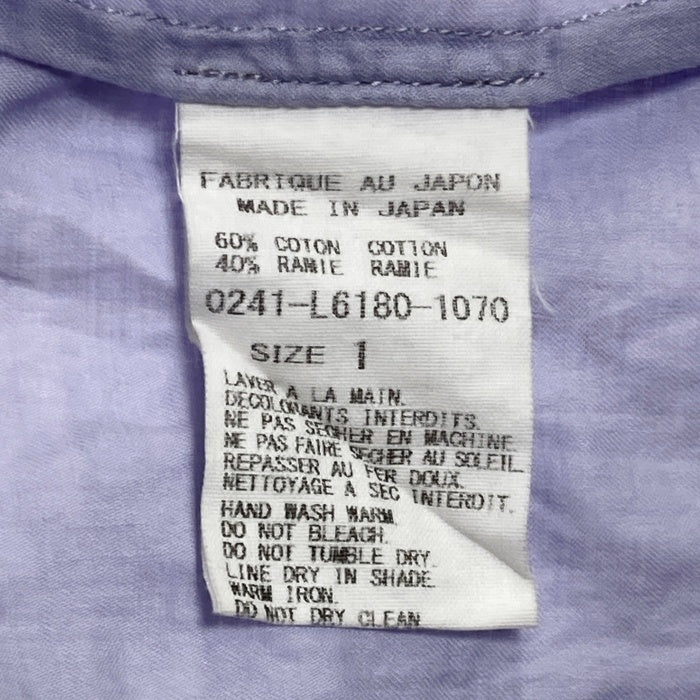 FABRIQUE AU JAPON
MADE IN JAPAN
60% COTON COTTON
40% RAMIE RAMIE
0241-L6180-1070
SIZE 1
LAVER A LA MAIN.
DECOLORANTS INTERDITS.
NE PAS SECHER EN MACHINE.
NE PAS FAIRE SECHER AU SOLEIL.
REPASSER AU FER DOUX.
NETTOYAGE A SEC INTERDIT.
HAND WASH WARM.
DO NOT BLEACH.
DO NOT TUMBLE DRY.
LINE DRY IN SHADE.
WARM IRON.
DO NOT DRY CLEAN